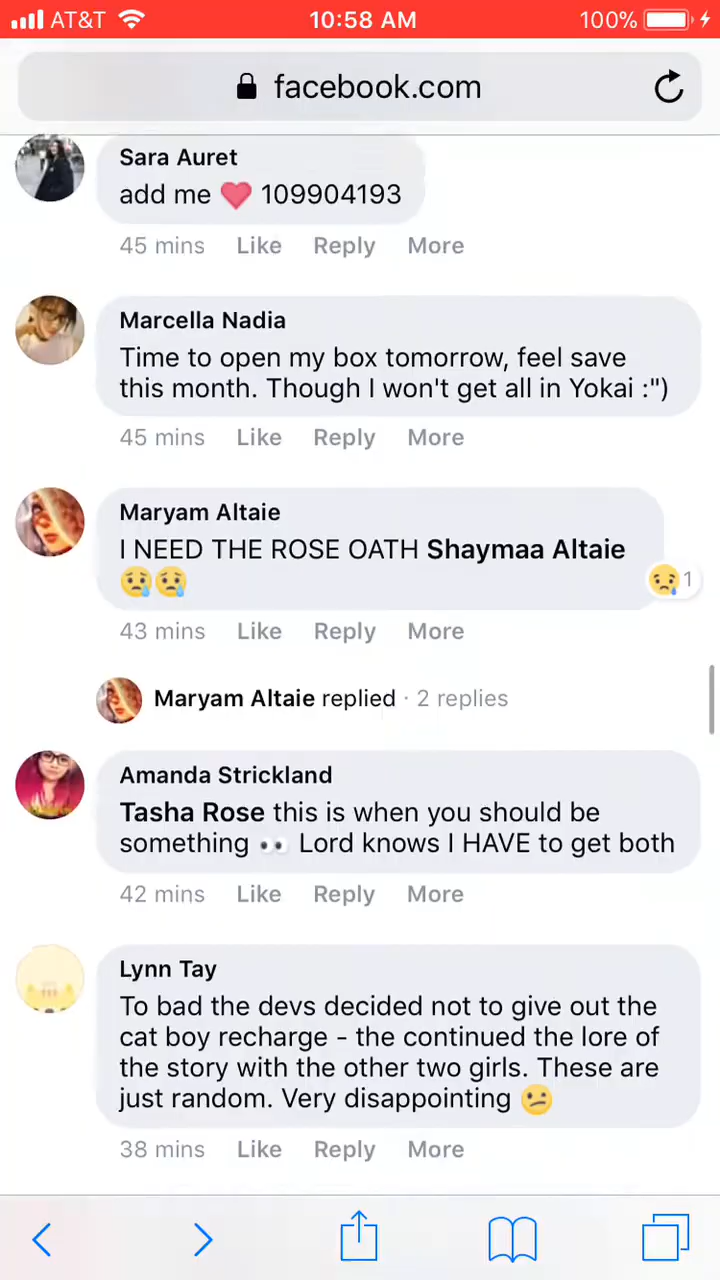 AT&T 10:58 AM 100%
facebook.com
Sara Auret
add me ❤️ 109904193
45 mins Like Reply More
Marcella Nadia
Time to open my box tomorrow, feel save
this month. Though I won't get all in Yokai :")
45 mins Like Reply More
Maryam Altaie
I NEED THE ROSE OATH Shaymaa Altaie
😢😢
1
43 mins Like Reply More
Maryam Altaie replied · 2 replies
Amanda Strickland
Tasha Rose this is when you should be
something 👀 Lord knows I HAVE to get both
42 mins Like Reply More
Lynn Tay
To bad the devs decided not to give out the
cat boy recharge - the continued the lore of
the story with the other two girls. These are
just random. Very disappointing 🫤
38 mins Like Reply More